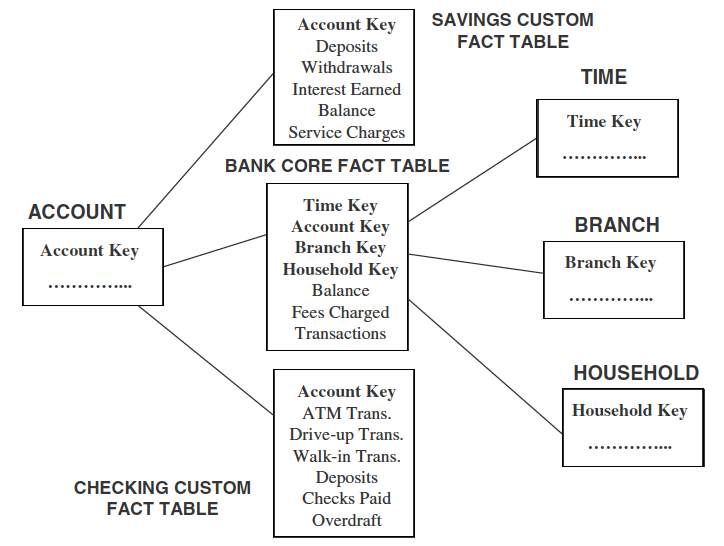 SAVINGS CUSTOM
FACT TABLE
Account Key
Deposits
Withdrawals
Interest Earned
Balance
Service Charges
TIME
Time Key
..............
BANK CORE FACT TABLE
Time Key
Account Key
Branch Key
Household Key
Balance
Fees Charged
Transactions
ACCOUNT
Account Key
..............
BRANCH
Branch Key
..............
HOUSEHOLD
Household Key
..............
Account Key
ATM Trans.
Drive-up Trans.
Walk-in Trans.
Deposits
Checks Paid
Overdraft
CHECKING CUSTOM
FACT TABLE